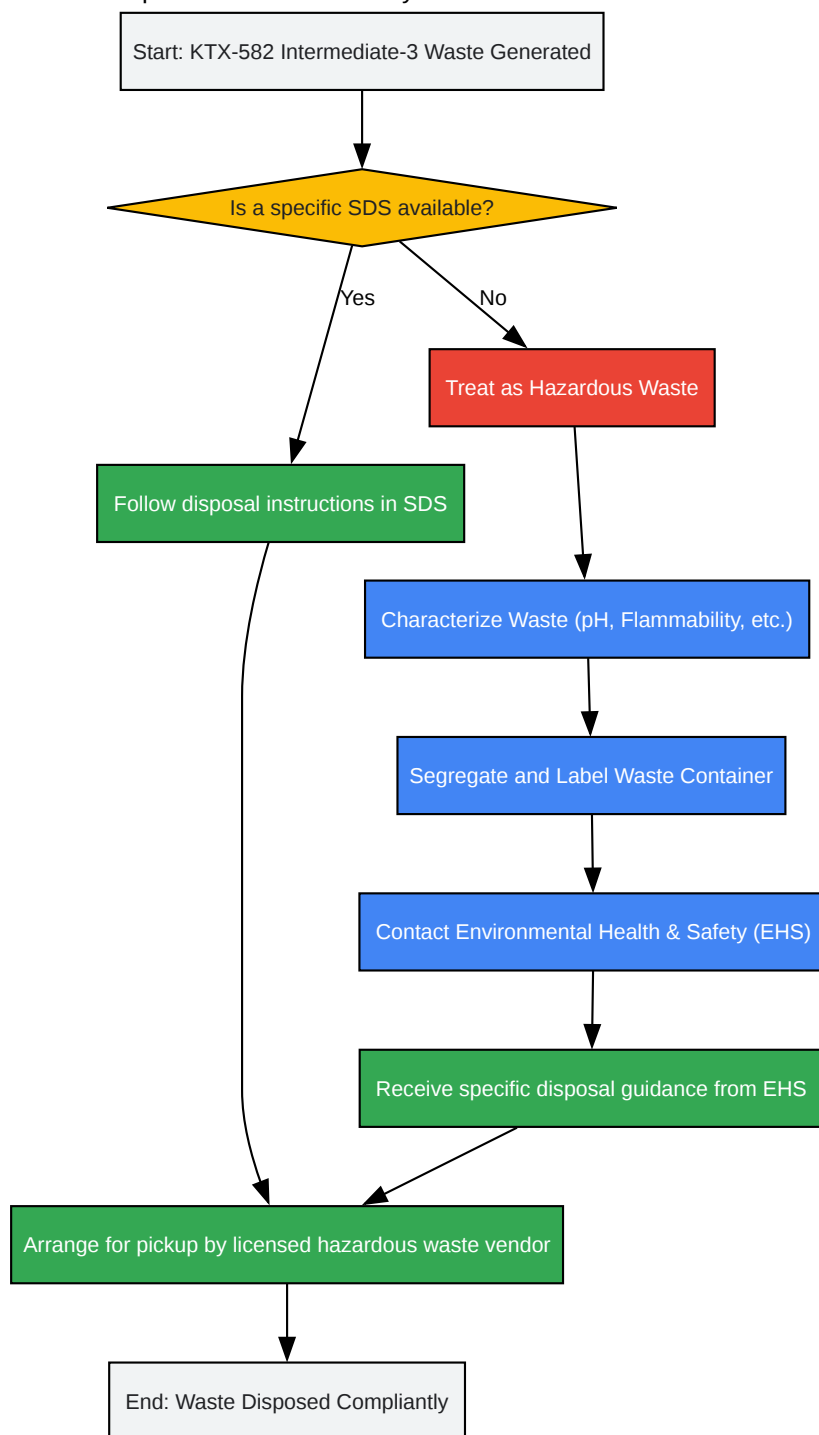 Start: KTX-582 Intermediate-3 Waste Generated
Is a specific SDS available?
Yes
No
Treat as Hazardous Waste
Follow disposal instructions in SDS
Characterize Waste (pH, Flammability, etc.)
Segregate and Label Waste Container
Contact Environmental Health & Safety (EHS)
Receive specific disposal guidance from EHS
Arrange for pickup by licensed hazardous waste vendor
End: Waste Disposed Compliantly